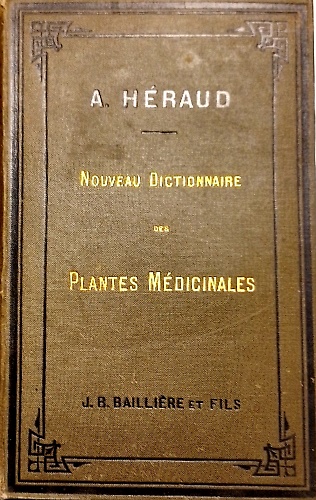 A. HÉRAUD
NOUVEAU DICTIONNAIRE
DES
PLANTES MÉDICINALES
J. B. BAILLIÈRE ET FILS